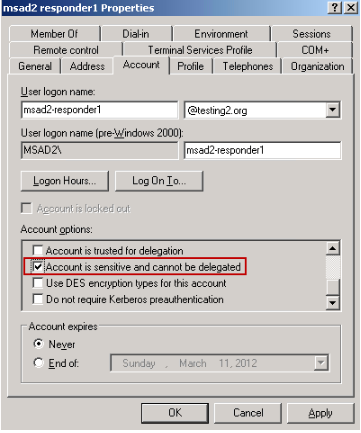 msad2 responder1 Properties
Member Of Dial-in Environment Sessions
Remote control Terminal Services Profile COM+
General Address Account Profile Telephones Organization
User logon name:
msad2-responder1 @testing2.org
User logon name (pre-Windows 2000):
MSAD2\ msad2-responder1
Logon Hours... Log On To...
Account is locked out
Account options:
Account is trusted for delegation
Account is sensitive and cannot be delegated
Use DES encryption types for this account
Do not require Kerberos preauthentication
Account expires
Never
End of: Sunday , March 11, 2012
OK Cancel Apply